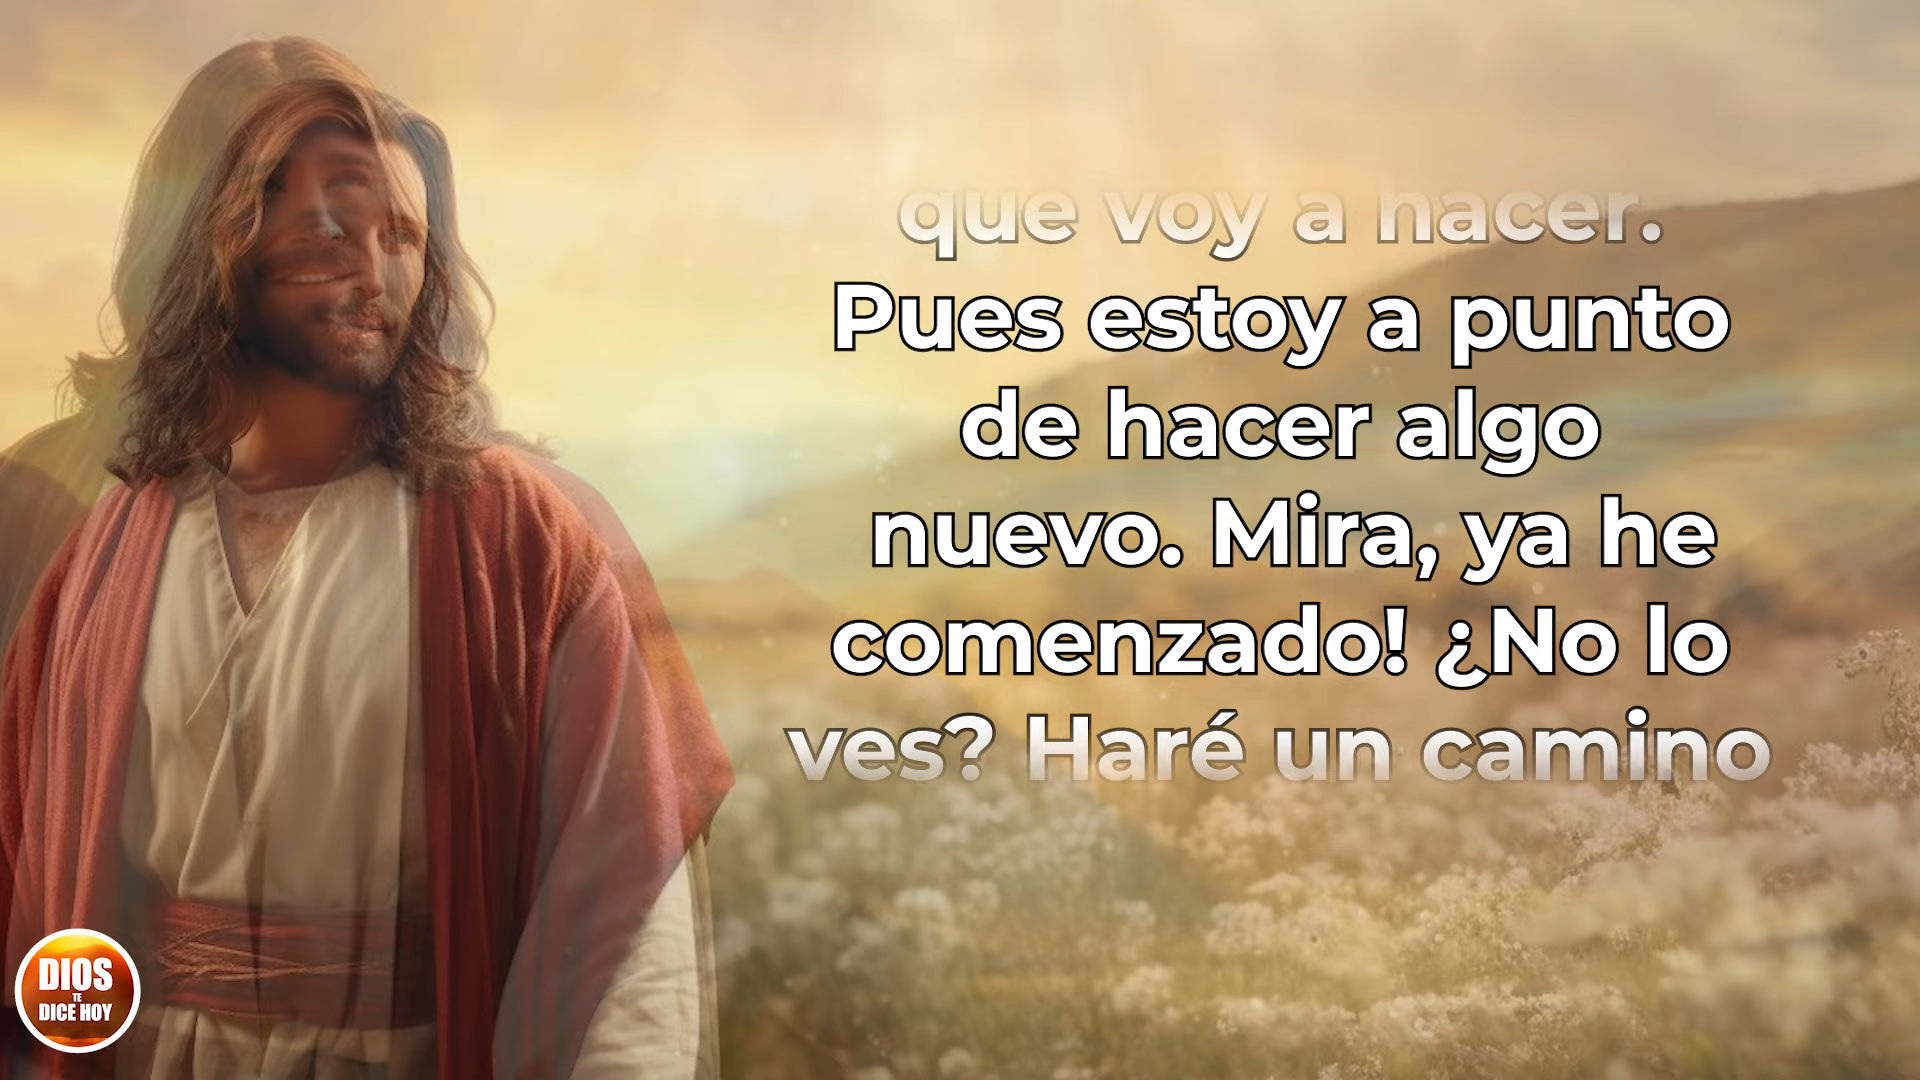 que voy a hacer.
Pues estoy a punto
de hacer algo
nuevo. Mira, ya he
comenzado! ¿No lo
ves? Haré un camino
DIOS
TE
DICE HOY